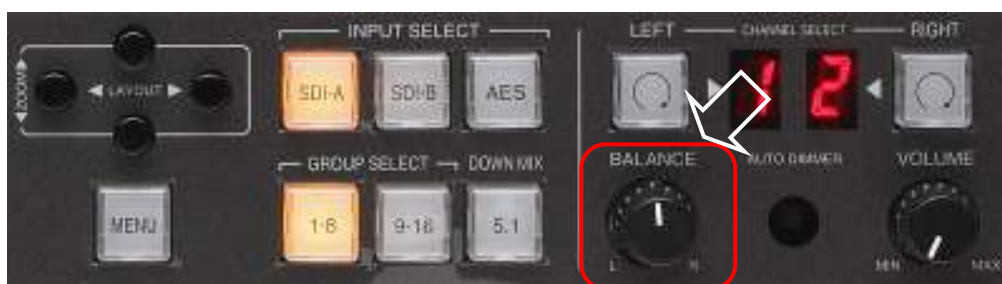 INPUT SELECT
LEFT CHANNEL SELECT RIGHT
ZOOM
LAYOUT
SDI-A SDI-B AES
1 2
GROUP SELECT DOWN MIX
BALANCE AUTO DIMMER VOLUME
MENU
1-8 9-16 5.1
L R
MIN MAX